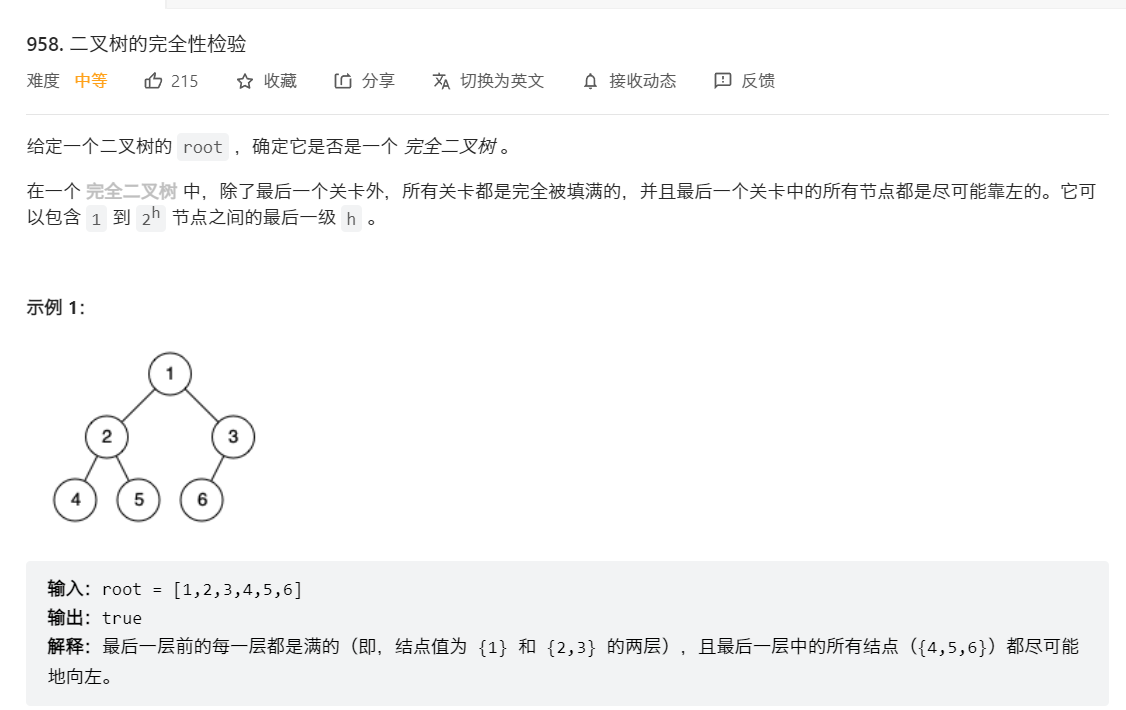 958. 二叉树的完全性检验
难度 中等 215 收藏 分享 切换为英文 接收动态 反馈
给定一个二叉树的 root ，确定它是否是一个 完全二叉树 。
在一个 完全二叉树 中，除了最后一个关卡外，所有关卡都是完全被填满的，并且最后一个关卡中的所有节点都是尽可能靠左的。它可
以包含 1 到 2^h 节点之间的最后一级 h 。
示例 1：
1
2 3
4 5 6
输入：root = [1,2,3,4,5,6]
输出：true
解释：最后一层前的每一层都是满的（即，结点值为 {1} 和 {2,3} 的两层），且最后一层中的所有结点（{4,5,6}）都尽可能
地向左。